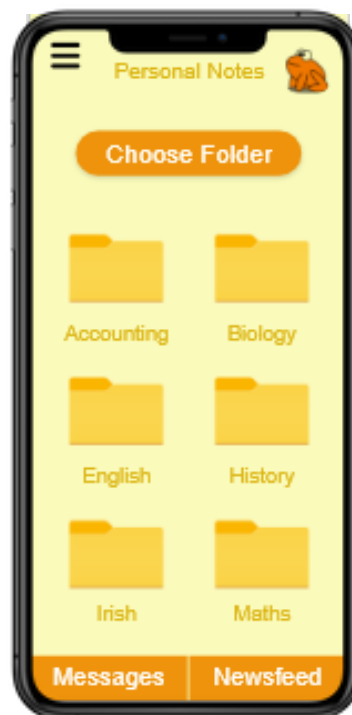 Personal Notes
Choose Folder
Accounting Biology
English History
Irish Maths
Messages Newsfeed